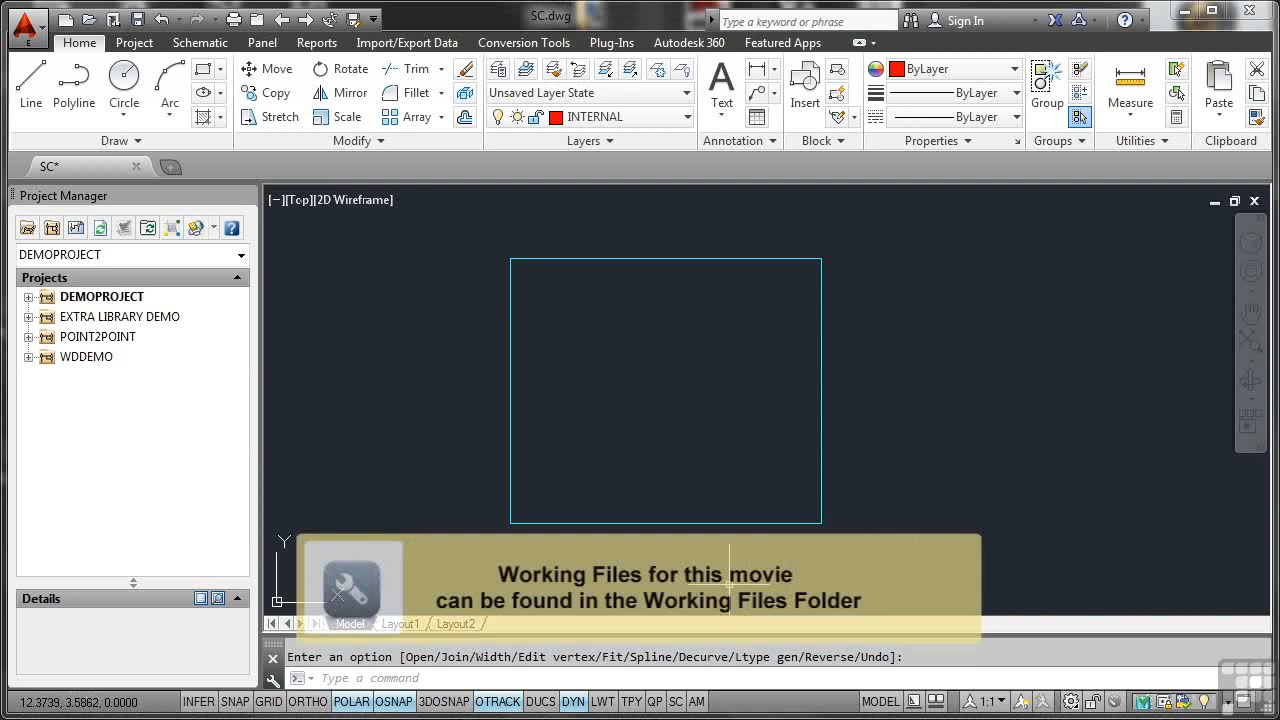 SC.dwg
Type a keyword or phrase
Sign In
E
Home Project Schematic Panel Reports Import/Export Data Conversion Tools Plug-Ins Autodesk 360 Featured Apps
Line Polyline Circle Arc
Move Rotate Trim
Copy Mirror Fillet
Stretch Scale Array
Unsaved Layer State
INTERNAL
Text
Insert
ByLayer
ByLayer
ByLayer
Group
Measure
Paste
Draw Modify Layers Annotation Block Properties Groups Utilities Clipboard
SC*
Project Manager
DEMOPROJECT
Projects
DEMOPROJECT
EXTRA LIBRARY DEMO
POINT2POINT
WDDEMO
Details
[−][Top][2D Wireframe]
Y
X
Working Files for this movie
can be found in the Working Files Folder
Model Layout1 Layout2
Enter an option [Open/Join/Width/Edit vertex/Fit/Spline/Decurve/Ltype gen/Reverse/Undo]:
Type a command
12.3739, 3.5862, 0.0000 INFER SNAP GRID ORTHO POLAR OSNAP 3DOSNAP OTRACK DUCS DYN LWT TPY QP SC AM MODEL 1:1